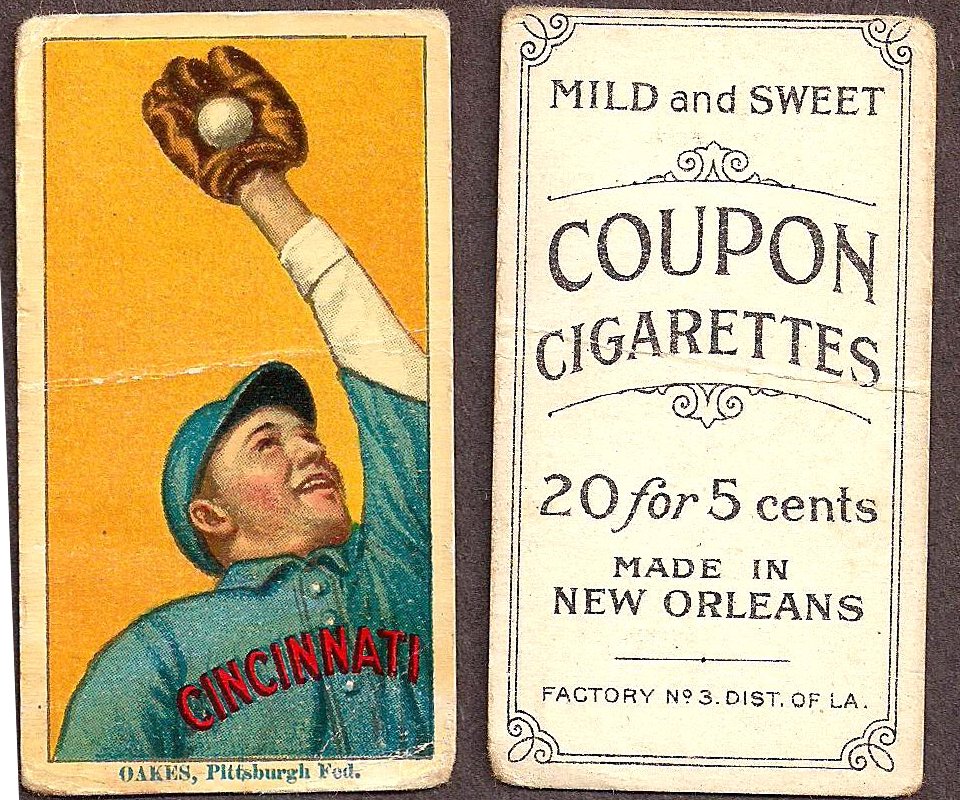 CINCINNATI
OAKES, Pittsburgh Fed.
MILD and SWEET
COUPON
CIGARETTES
20 for 5 cents
MADE IN
NEW ORLEANS
FACTORY Nº 3. DIST. OF LA.